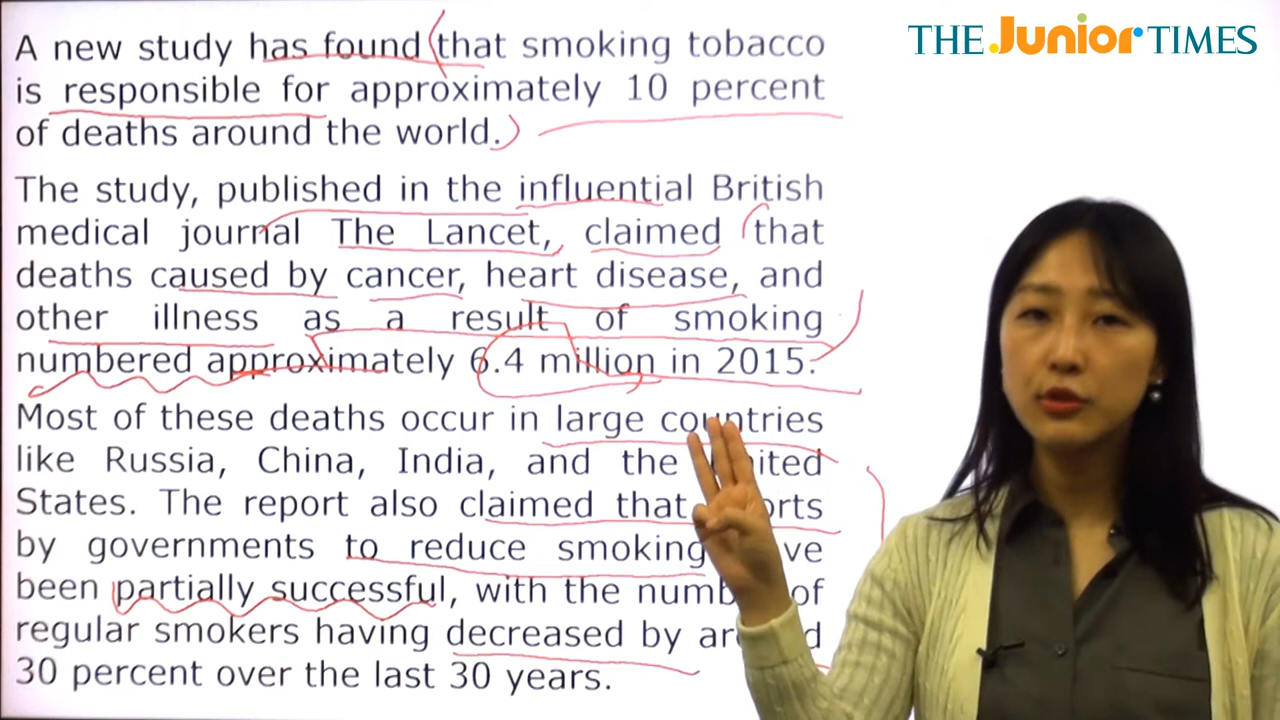 THE Junior TIMES
A new study has found that smoking tobacco
is responsible for approximately 10 percent
of deaths around the world.
The study, published in the influential British
medical journal The Lancet, claimed that
deaths caused by cancer, heart disease, and
other illness as a result of smoking
numbered approximately 6.4 million in 2015.
Most of these deaths occur in large countries
like Russia, China, India, and the
States. The report also claimed that
by governments to reduce smoking
been partially successful, with the of
regular smokers having decreased by
30 percent over the last 30 years.